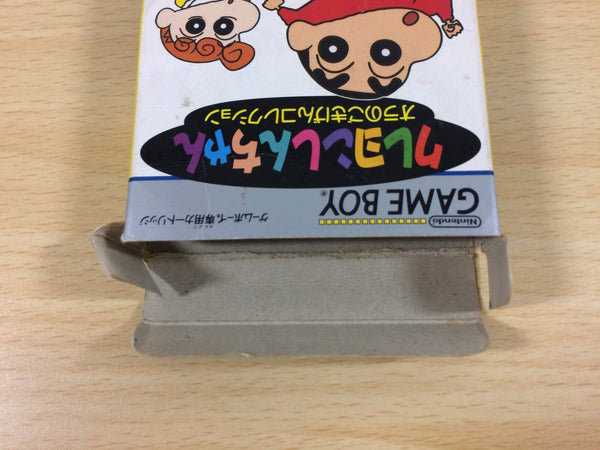 Nintendo
GAME BOY®
ゲームボーイ専用カートリッジ
クレヨンしんちゃん
オラのごきげんコレクション